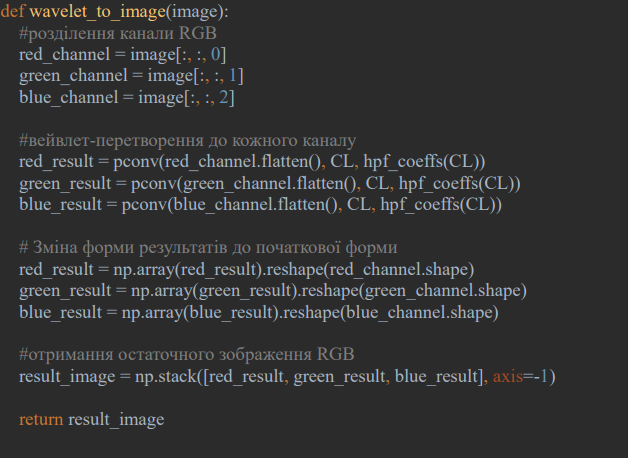 def wavelet_to_image(image):
#розділення канали RGB
red_channel = image[:, :, 0]
green_channel = image[:, :, 1]
blue_channel = image[:, :, 2]
#вейвлет-перетворення до кожного каналу
red_result = pconv(red_channel.flatten(), CL, hpf_coeffs(CL))
green_result = pconv(green_channel.flatten(), CL, hpf_coeffs(CL))
blue_result = pconv(blue_channel.flatten(), CL, hpf_coeffs(CL))
# Зміна форми результатів до початкової форми
red_result = np.array(red_result).reshape(red_channel.shape)
green_result = np.array(green_result).reshape(green_channel.shape)
blue_result = np.array(blue_result).reshape(blue_channel.shape)
#отримання остаточного зображення RGB
result_image = np.stack([red_result, green_result, blue_result], axis=-1)
return result_image